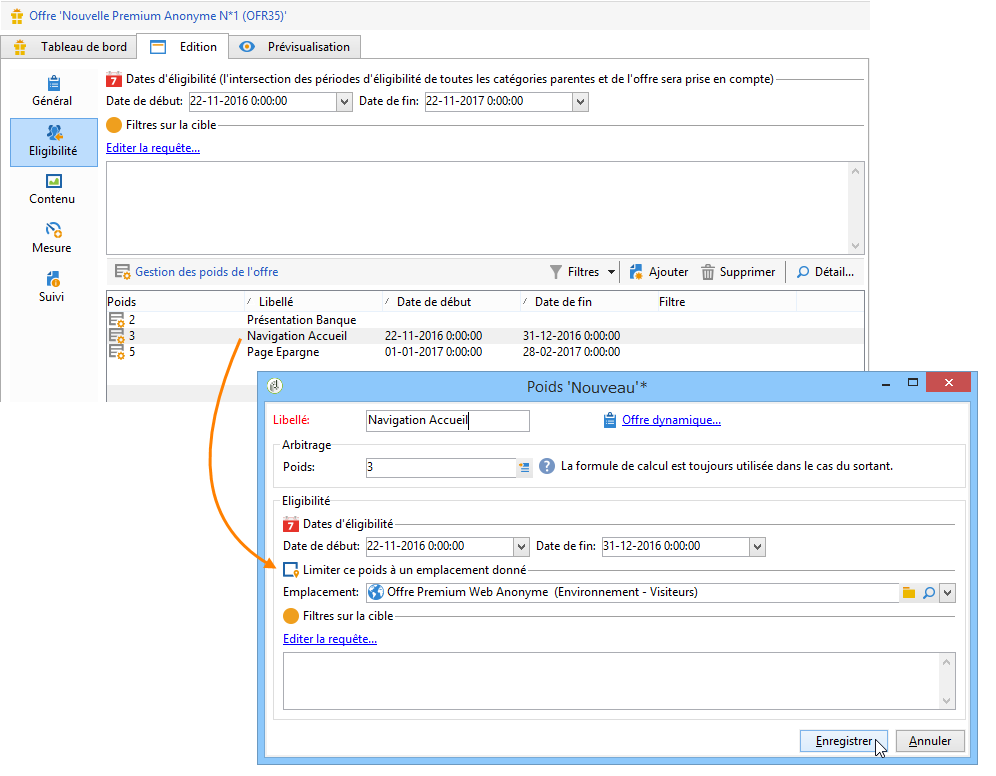 Offre 'Nouvelle Premium Anonyme N*1 (OFR35)'
Tableau de bord Edition Prévisualisation
Général
Eligibilité
Contenu
Mesure
Suivi
7 Dates d'éligibilité (l'intersection des périodes d'éligibilité de toutes les catégories parentes et de l'offre sera prise en compte)
Date de début: 22-11-2016 0:00:00 Date de fin: 22-11-2017 0:00:00
Filtres sur la cible
Editer la requête...
Gestion des poids de l'offre Filtres Ajouter Supprimer Détail...
Poids Libellé Date de début Date de fin Filtre
2 Présentation Banque
3 Navigation Accueil 22-11-2016 0:00:00 31-12-2016 0:00:00
5 Page Epargne 01-01-2017 0:00:00 28-02-2017 0:00:00
Poids 'Nouveau'*
Libellé: Navigation Accueil Offre dynamique...
Arbitrage
Poids: 3 ? La formule de calcul est toujours utilisée dans le cas du sortant.
Eligibilité
7 Dates d'éligibilité
Date de début: 22-11-2016 0:00:00 Date de fin: 31-12-2016 0:00:00
Limiter ce poids à un emplacement donné
Emplacement: Offre Premium Web Anonyme (Environnement - Visiteurs)
Filtres sur la cible
Editer la requête...
Enregistrer Annuler